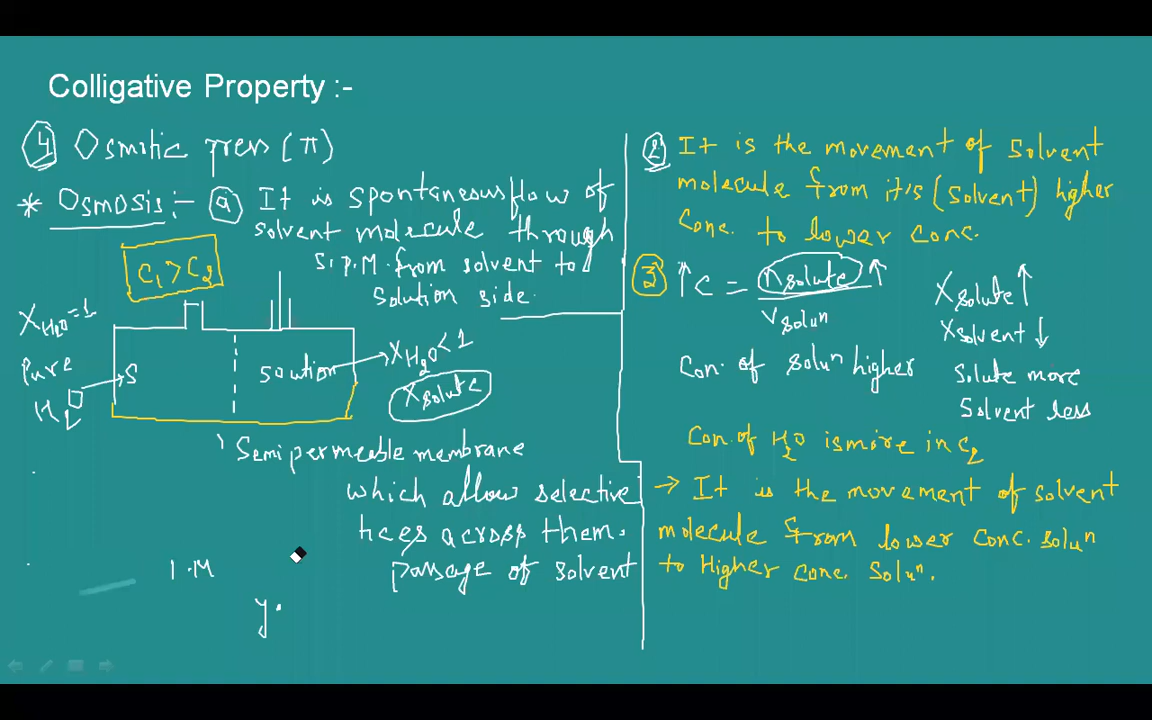 Colligative Property :-
4 Osmotic press (π)
* Osmosis :- a It is spontaneous flow of
solvent molecule through
S.P.M. from solvent to
solution side.
C1 > C2
XH2O = 1
Pure
H2O
S
solution
XH2O < 1
Xsolute
Semi permeable membrane
which allow selective
across them.
passage of solvent
1.M
y.
2 It is the movement of solvent
molecule from it's (solvent) higher
conc. to lower conc.
3 ↑C = nsolute ↑
Vsolun
Xsolute ↑
Xsolvent ↓
Con. of solun higher
Solute more
Solvent less
Con. of H2O is more in C2
→ It is the movement of solvent
molecule from lower conc. solun
to Higher conc. Solun.